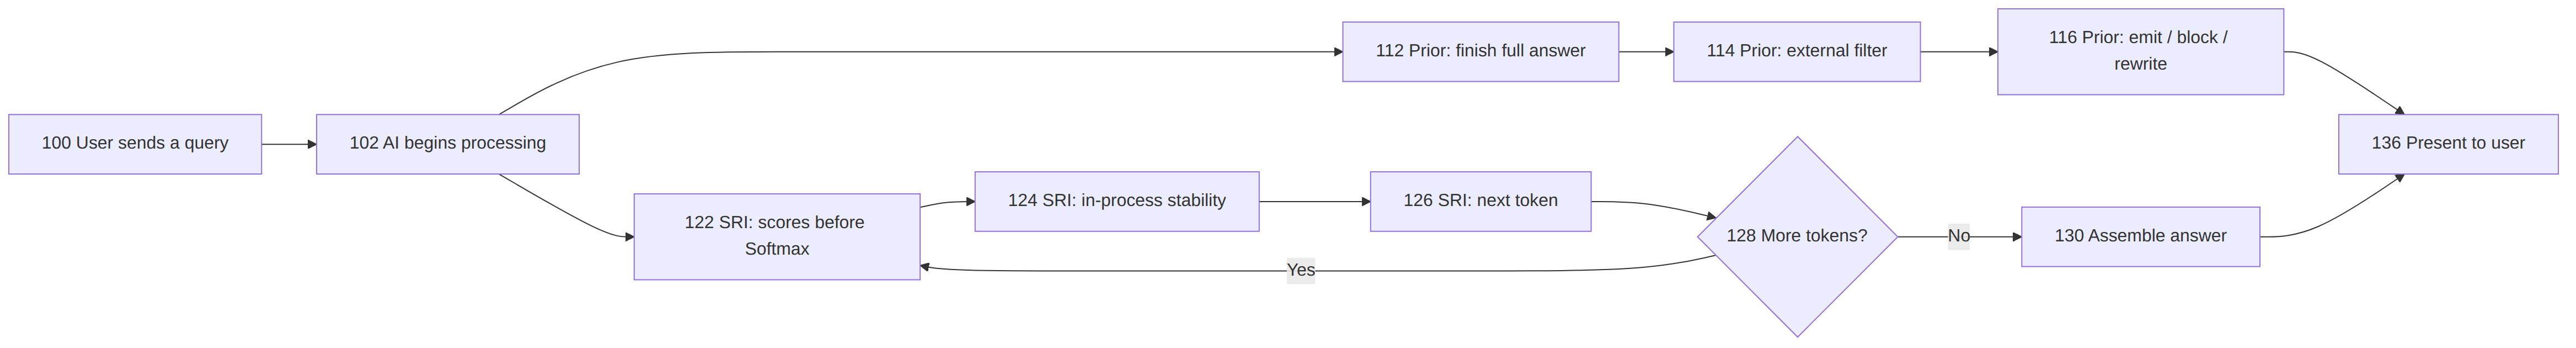 100 User sends a query
102 AI begins processing
112 Prior: finish full answer
114 Prior: external filter
116 Prior: emit / block /
rewrite
122 SRI: scores before
Softmax
124 SRI: in-process stability
126 SRI: next token
128 More tokens?
Yes
No
130 Assemble answer
136 Present to user